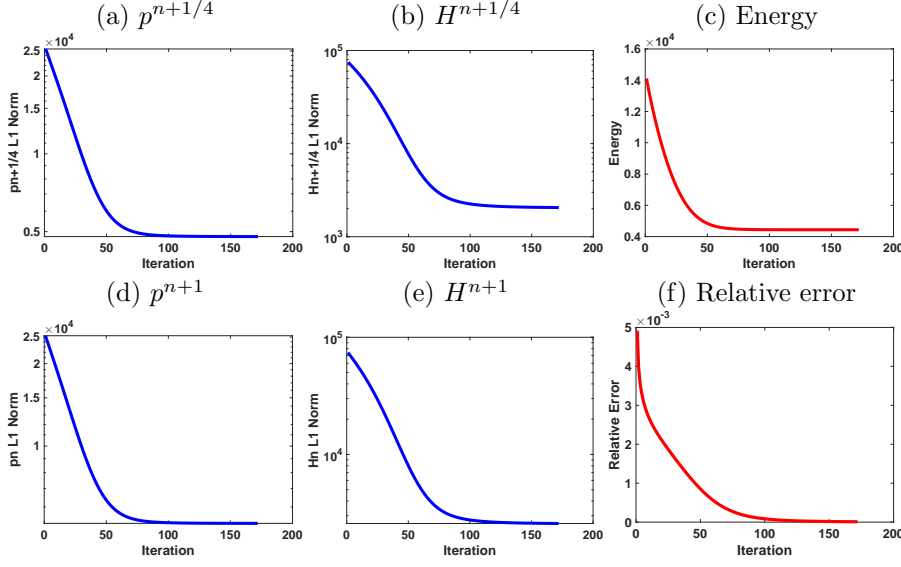 (a) p^{n+1/4}
×10^4
2.5
2
1.5
1
0.5
pn+1/4 L1 Norm
0 50 100 150 200
Iteration
(b) H^{n+1/4}
10^5
10^4
10^3
Hn+1/4 L1 Norm
0 50 100 150 200
Iteration
(c) Energy
×10^4
1.6
1.4
1.2
1
0.8
0.6
0.4
Energy
0 50 100 150 200
Iteration
(d) p^{n+1}
×10^4
2.5
2
1.5
1
pn L1 Norm
0 50 100 150 200
Iteration
(e) H^{n+1}
10^5
10^4
Hn L1 Norm
0 50 100 150 200
Iteration
(f) Relative error
×10^-3
5
4
3
2
1
0
Relative Error
0 50 100 150 200
Iteration